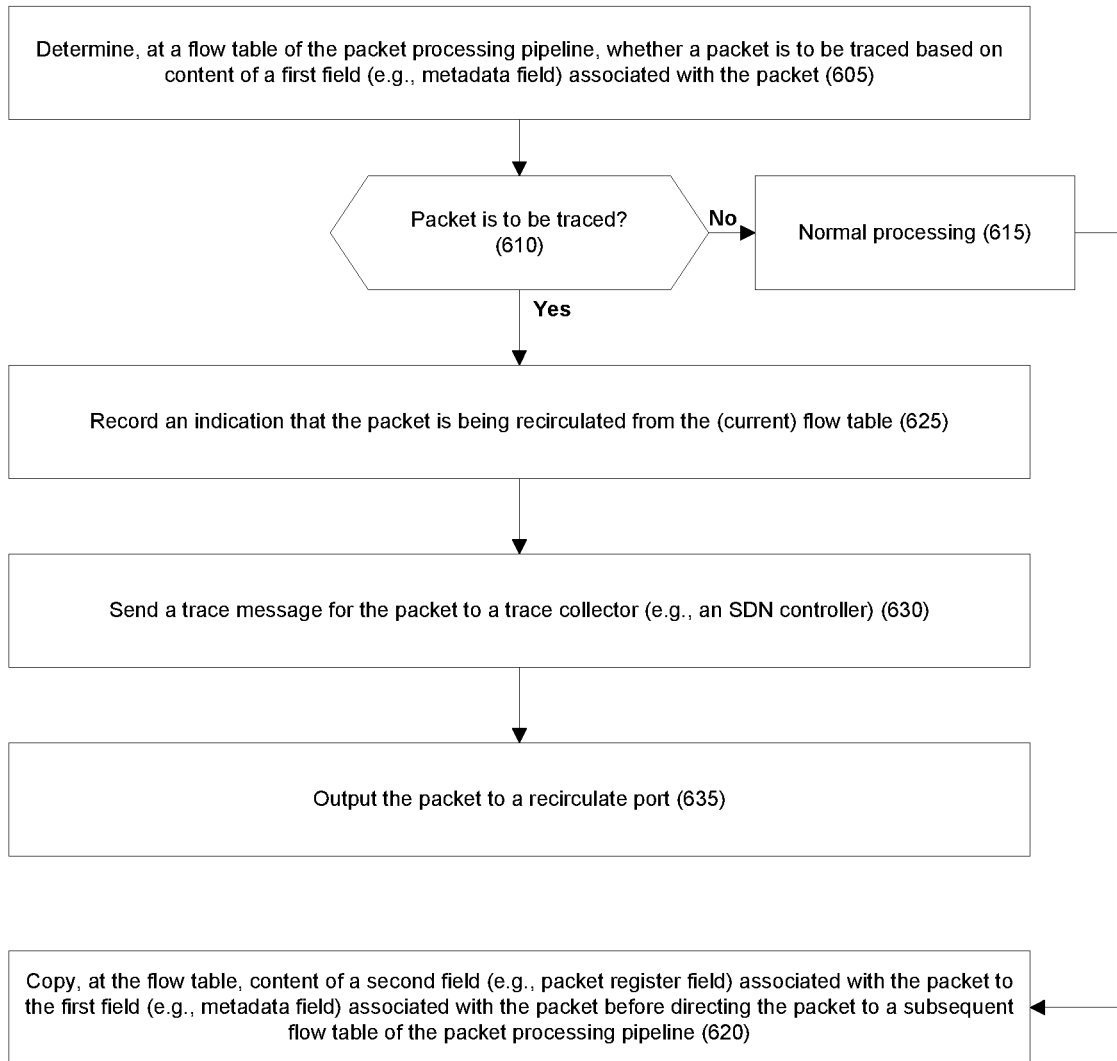 Determine, at a flow table of the packet processing pipeline, whether a packet is to be traced based on
content of a first field (e.g., metadata field) associated with the packet (605)
Packet is to be traced?
(610)
No
Normal processing (615)
Yes
Record an indication that the packet is being recirculated from the (current) flow table (625)
Send a trace message for the packet to a trace collector (e.g., an SDN controller) (630)
Output the packet to a recirculate port (635)
Copy, at the flow table, content of a second field (e.g., packet register field) associated with the packet to
the first field (e.g., metadata field) associated with the packet before directing the packet to a subsequent
flow table of the packet processing pipeline (620)